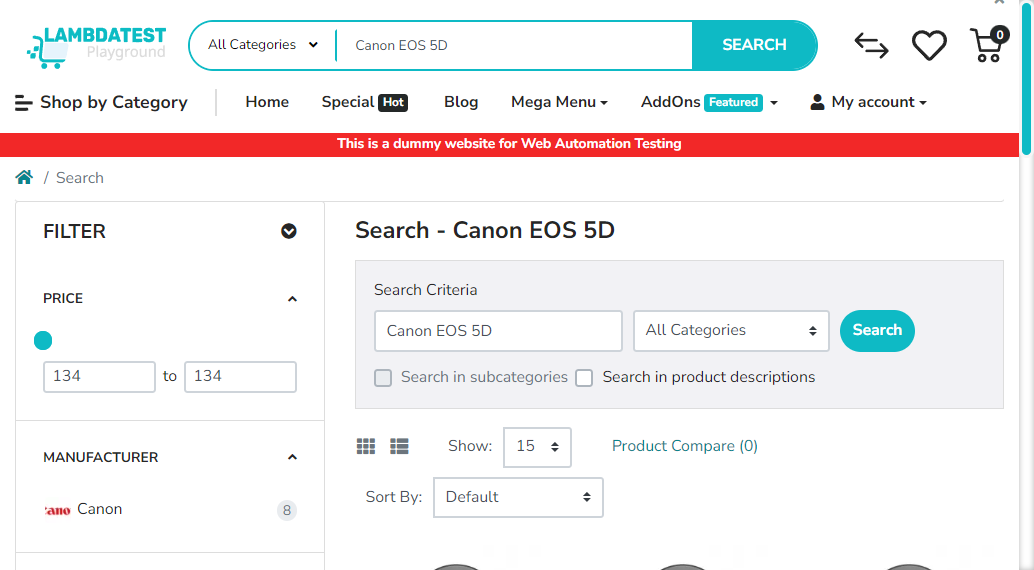 LAMBDATEST
Playground
All Categories
Canon EOS 5D
SEARCH
0
Shop by Category
Home
Special Hot
Blog
Mega Menu
AddOns Featured
My account
This is a dummy website for Web Automation Testing
/ Search
FILTER
PRICE
134 to 134
MANUFACTURER
Canon 8
Search - Canon EOS 5D
Search Criteria
Canon EOS 5D
All Categories
Search
Search in subcategories
Search in product descriptions
Show: 15
Product Compare (0)
Sort By: Default